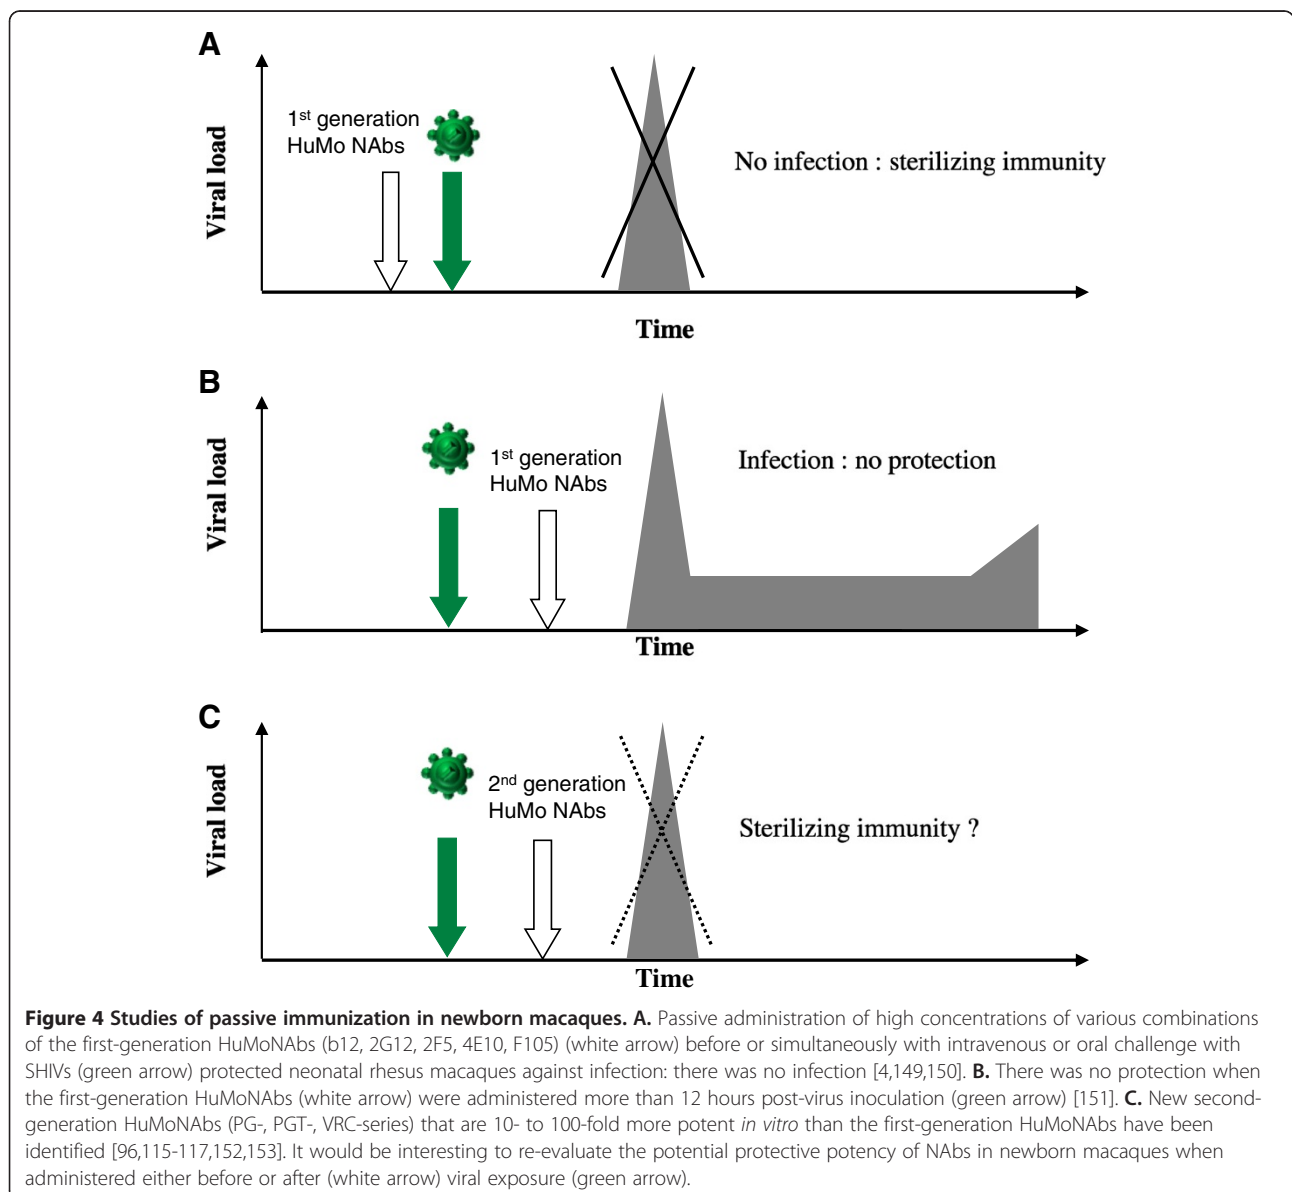 A
1st generation
HuMo NAbs
Viral load
No infection : sterilizing immunity
Time
B
1st generation
HuMo NAbs
Viral load
Infection : no protection
Time
C
2nd generation
HuMo NAbs
Viral load
Sterilizing immunity ?
Time
Figure 4 Studies of passive immunization in newborn macaques. A. Passive administration of high concentrations of various combinations
of the first-generation HuMoNAbs (b12, 2G12, 2F5, 4E10, F105) (white arrow) before or simultaneously with intravenous or oral challenge with
SHIVs (green arrow) protected neonatal rhesus macaques against infection: there was no infection [4,149,150]. B. There was no protection when
the first-generation HuMoNAbs (white arrow) were administered more than 12 hours post-virus inoculation (green arrow) [151]. C. New second-
generation HuMoNAbs (PG-, PGT-, VRC-series) that are 10- to 100-fold more potent in vitro than the first-generation HuMoNAbs have been
identified [96,115-117,152,153]. It would be interesting to re-evaluate the potential protective potency of NAbs in newborn macaques when
administered either before or after (white arrow) viral exposure (green arrow).